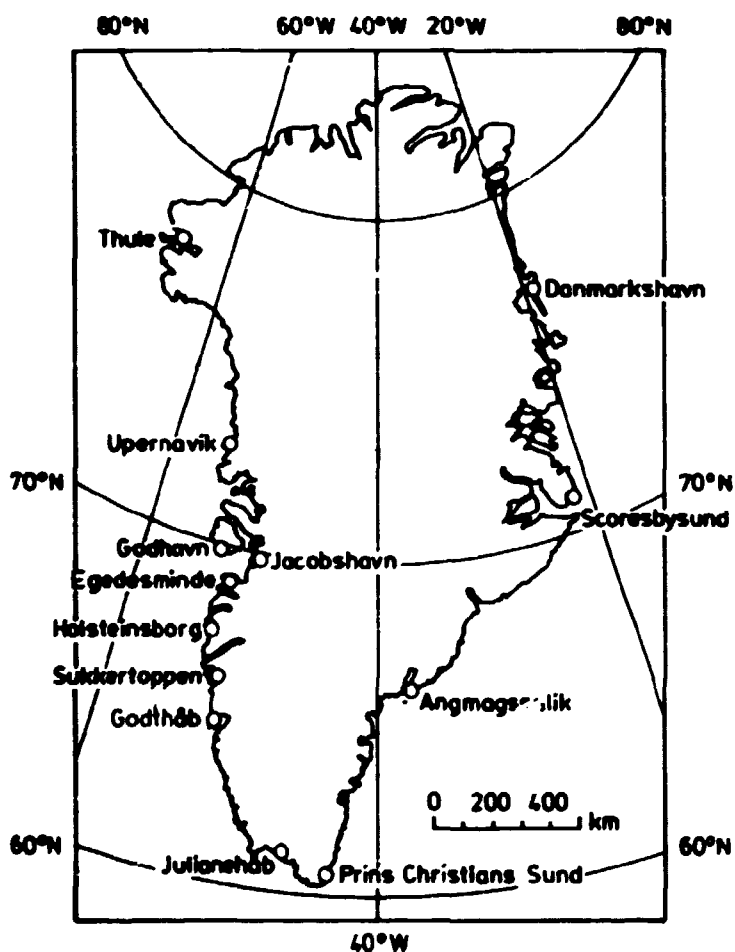 80°N 60°W 40°W 20°W 80°N
Thule
Danmarkshavn
Upernavik
70°N 70°N
Scoresbysund
Godhavn
Jacobshavn
Egedesminde
Holsteinsborg
Sukkertoppen
Godthåb
0 200 400
km
60°N 60°N
Julianehåb
Prins Christians Sund
40°W